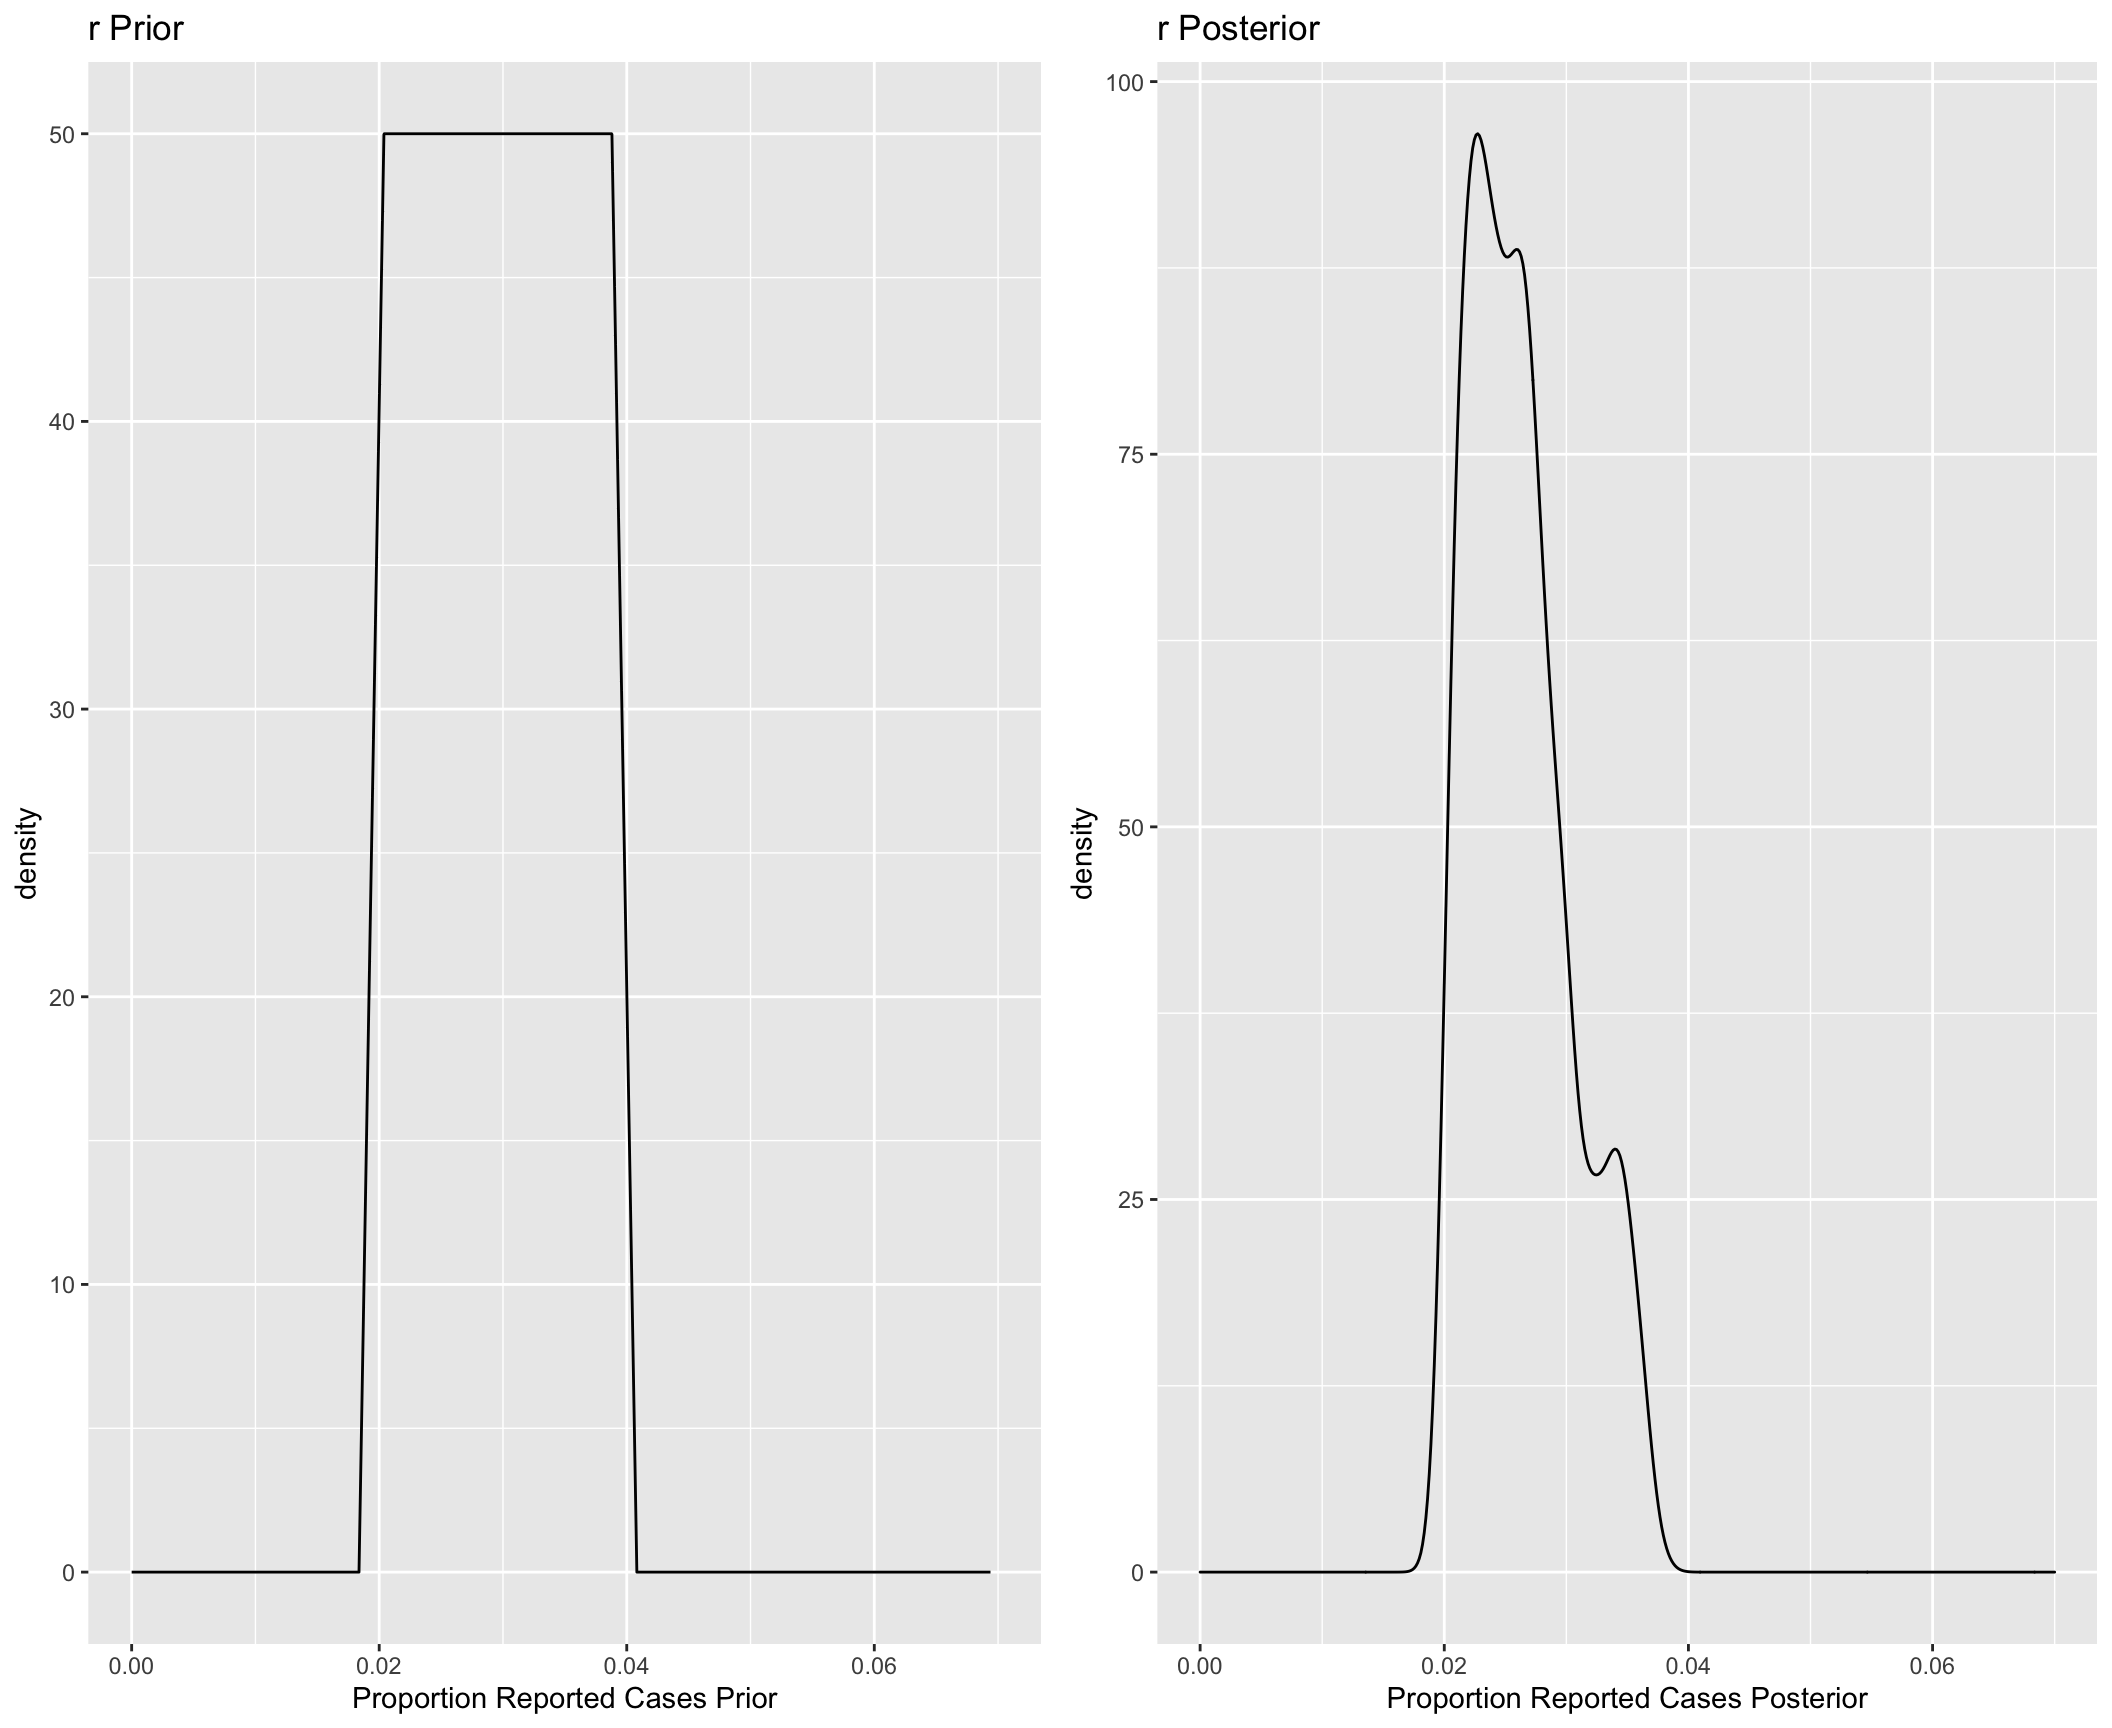 r Prior
50
40
30
20
10
0
density
0.00 0.02 0.04 0.06
Proportion Reported Cases Prior
r Posterior
100
75
50
25
0
density
0.00 0.02 0.04 0.06
Proportion Reported Cases Posterior